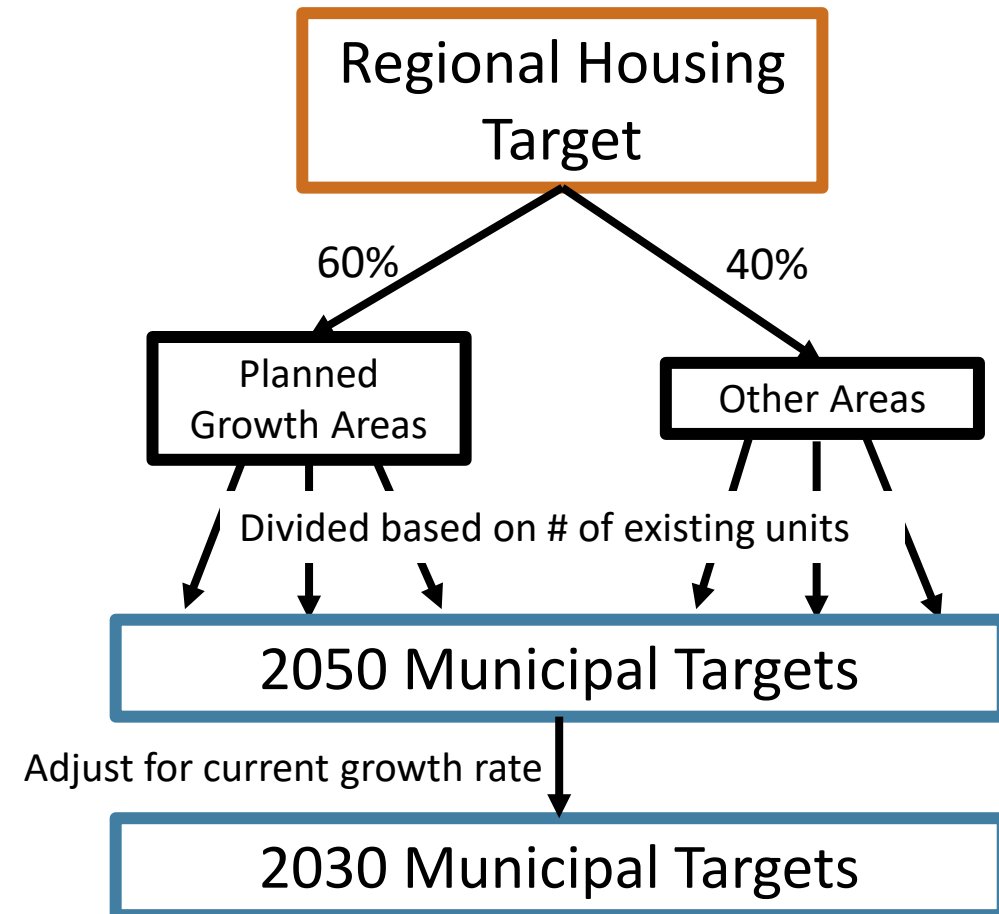 Regional Housing
Target
60%
40%
Planned
Growth Areas
Other Areas
Divided based on # of existing units
2050 Municipal Targets
Adjust for current growth rate
2030 Municipal Targets